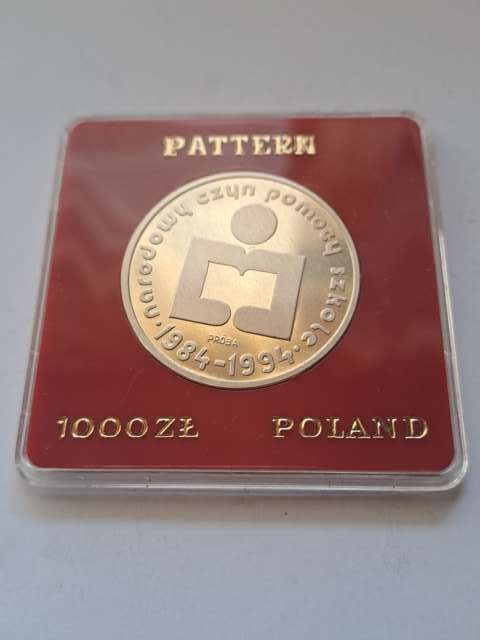 PATTERN
narodowy czyn pomocy szkole
PRÓBA
·1984-1994·
1000 ZŁ POLAND